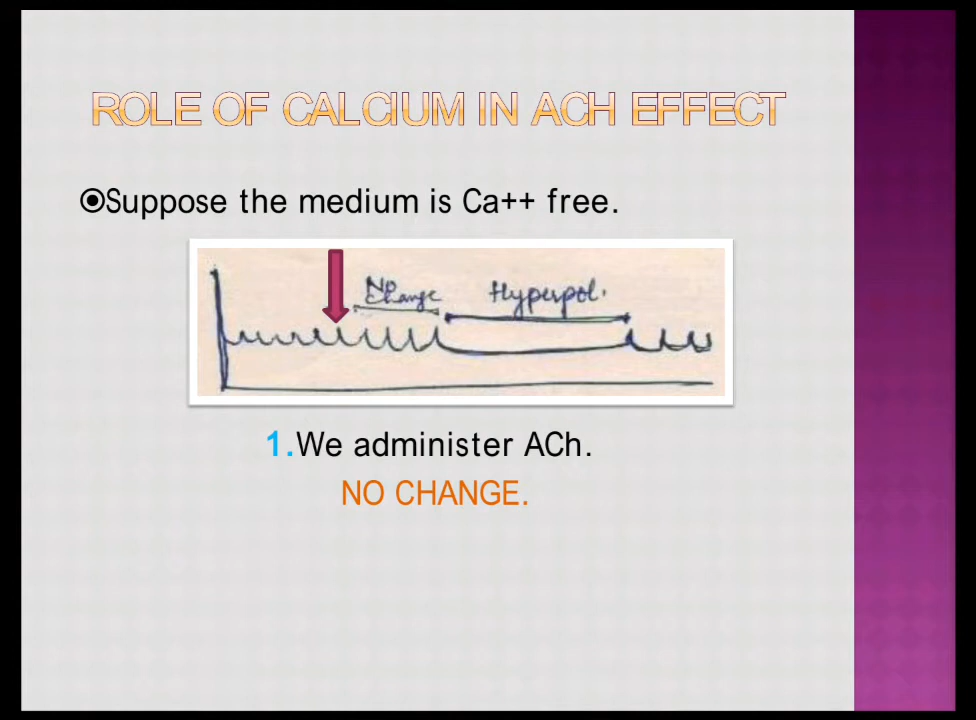 ROLE OF CALCIUM IN ACH EFFECT
Suppose the medium is Ca++ free.
No
Change
Hyperpol.
1.We administer ACh.
NO CHANGE.